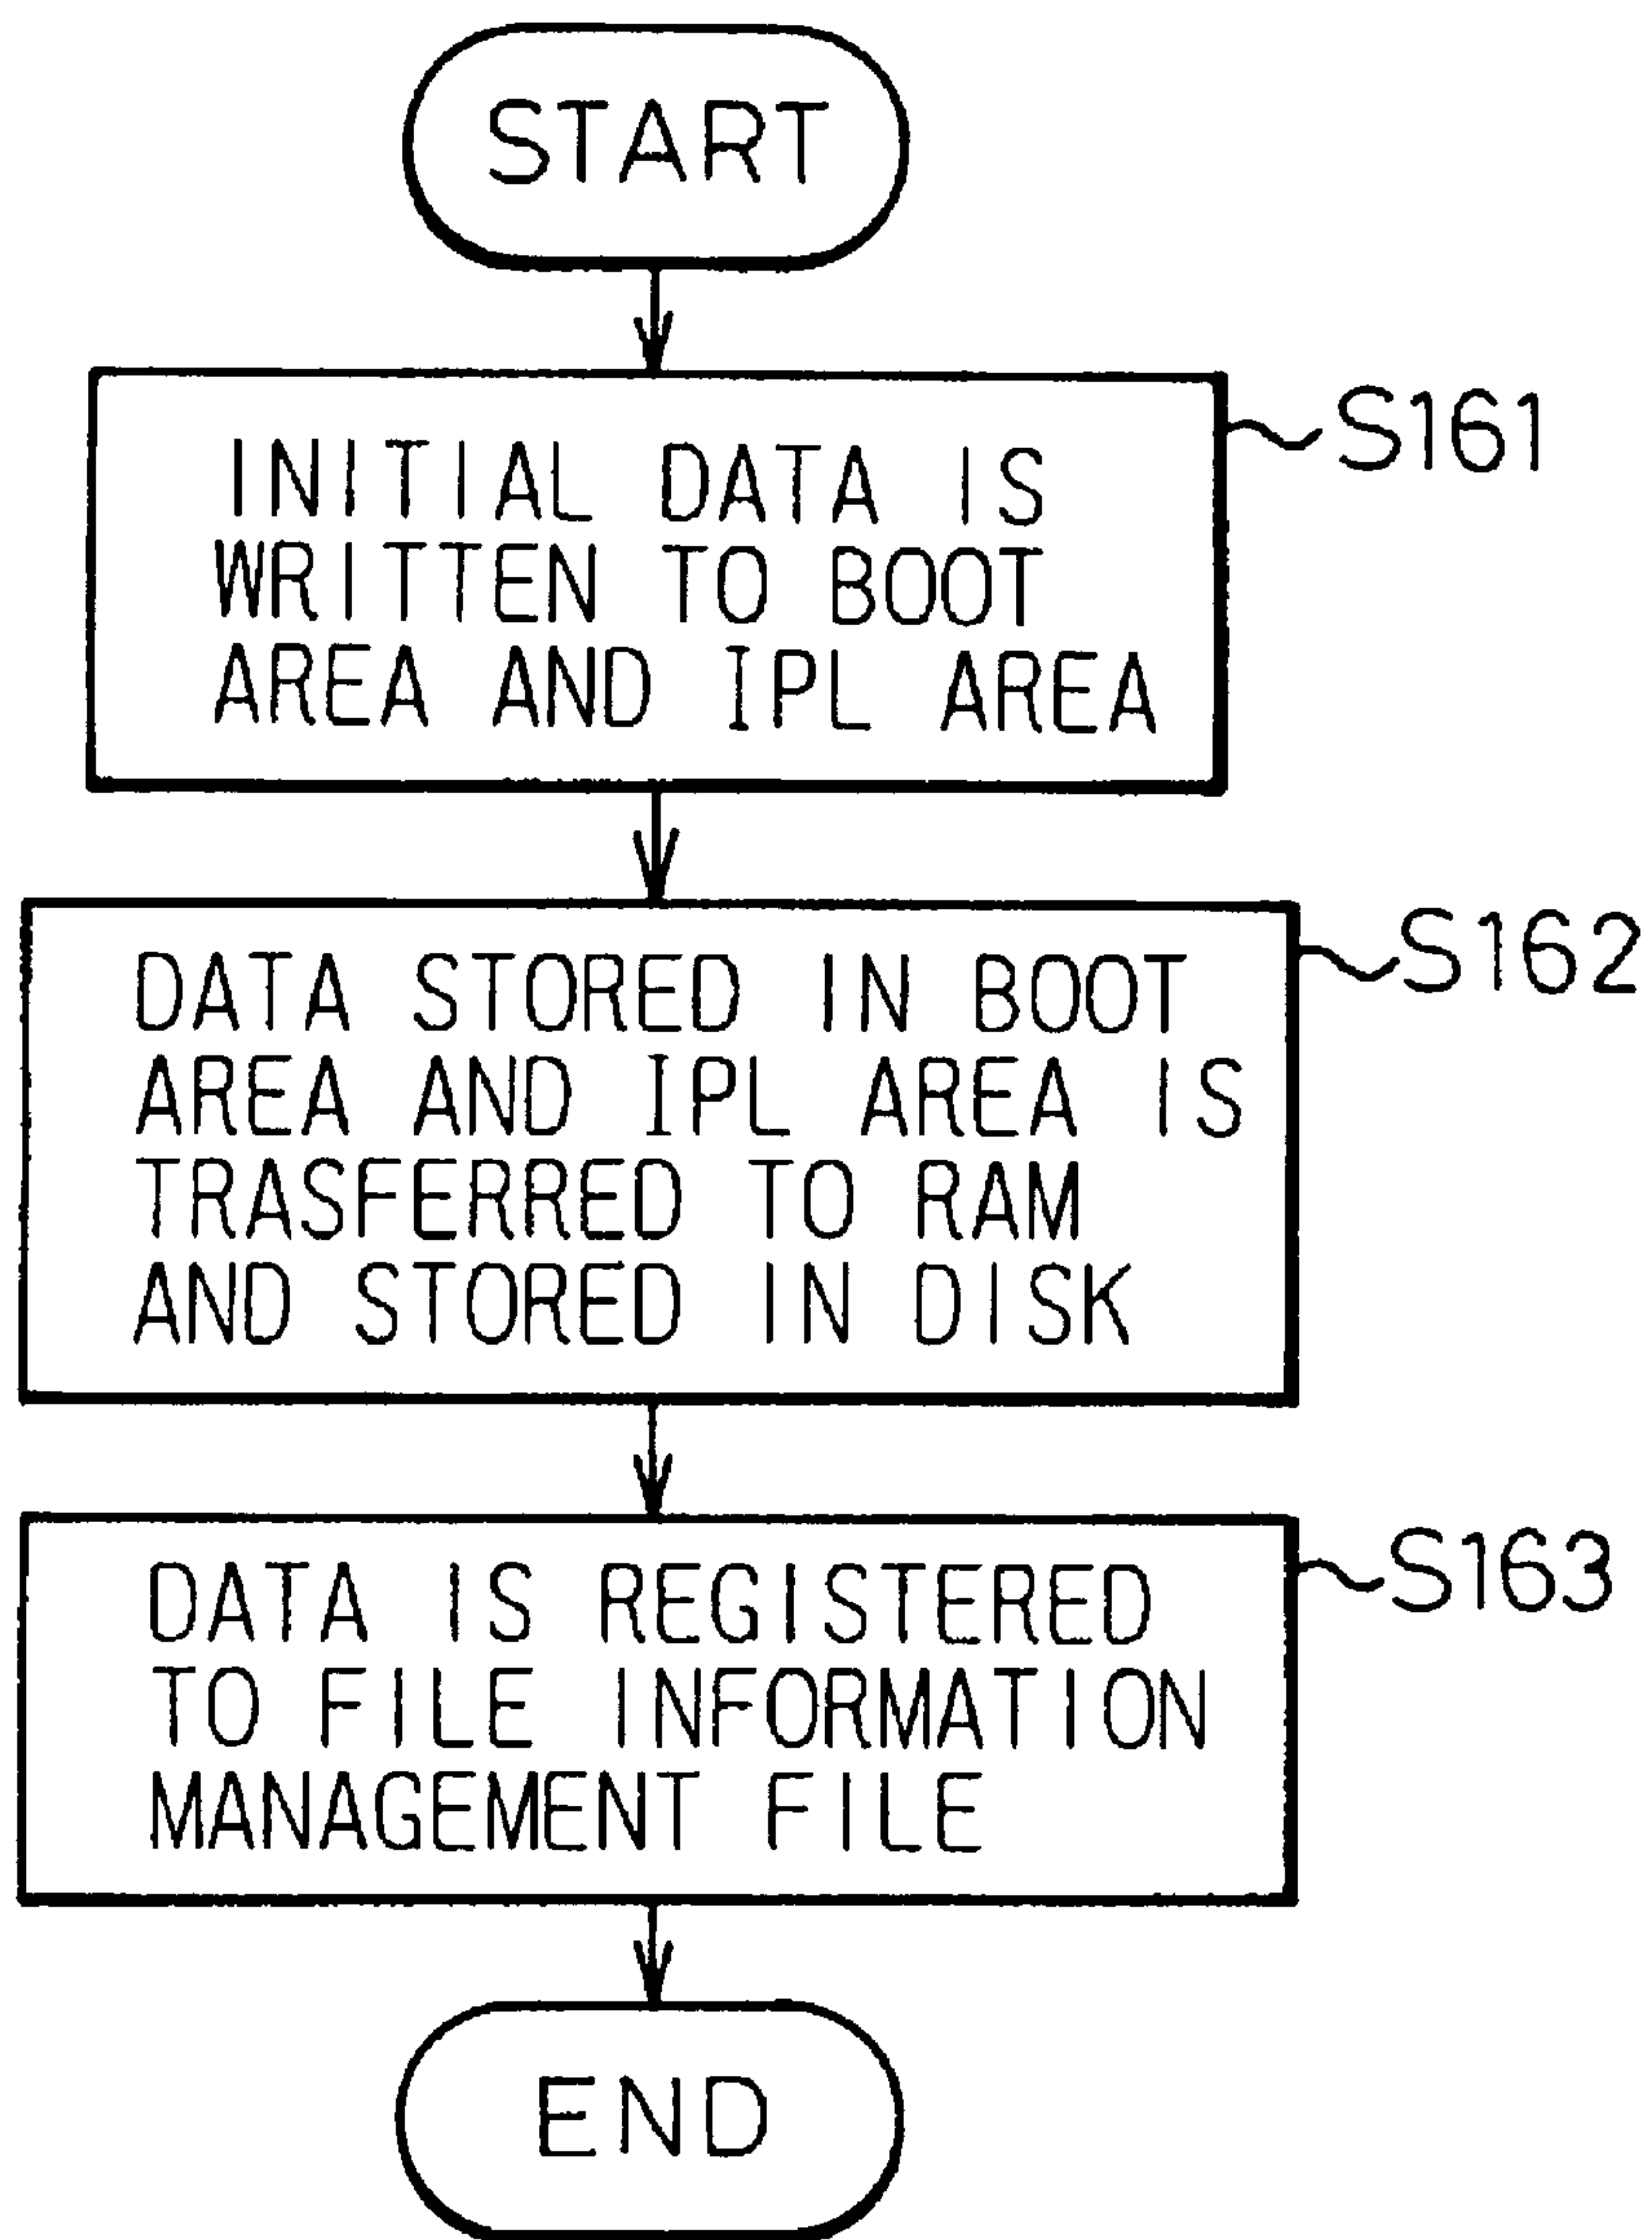 START
S161
INITIAL DATA IS
WRITTEN TO BOOT
AREA AND IPL AREA
S162
DATA STORED IN BOOT
AREA AND IPL AREA IS
TRASFERRED TO RAM
AND STORED IN DISK
S163
DATA IS REGISTERED
TO FILE INFORMATION
MANAGEMENT FILE
END